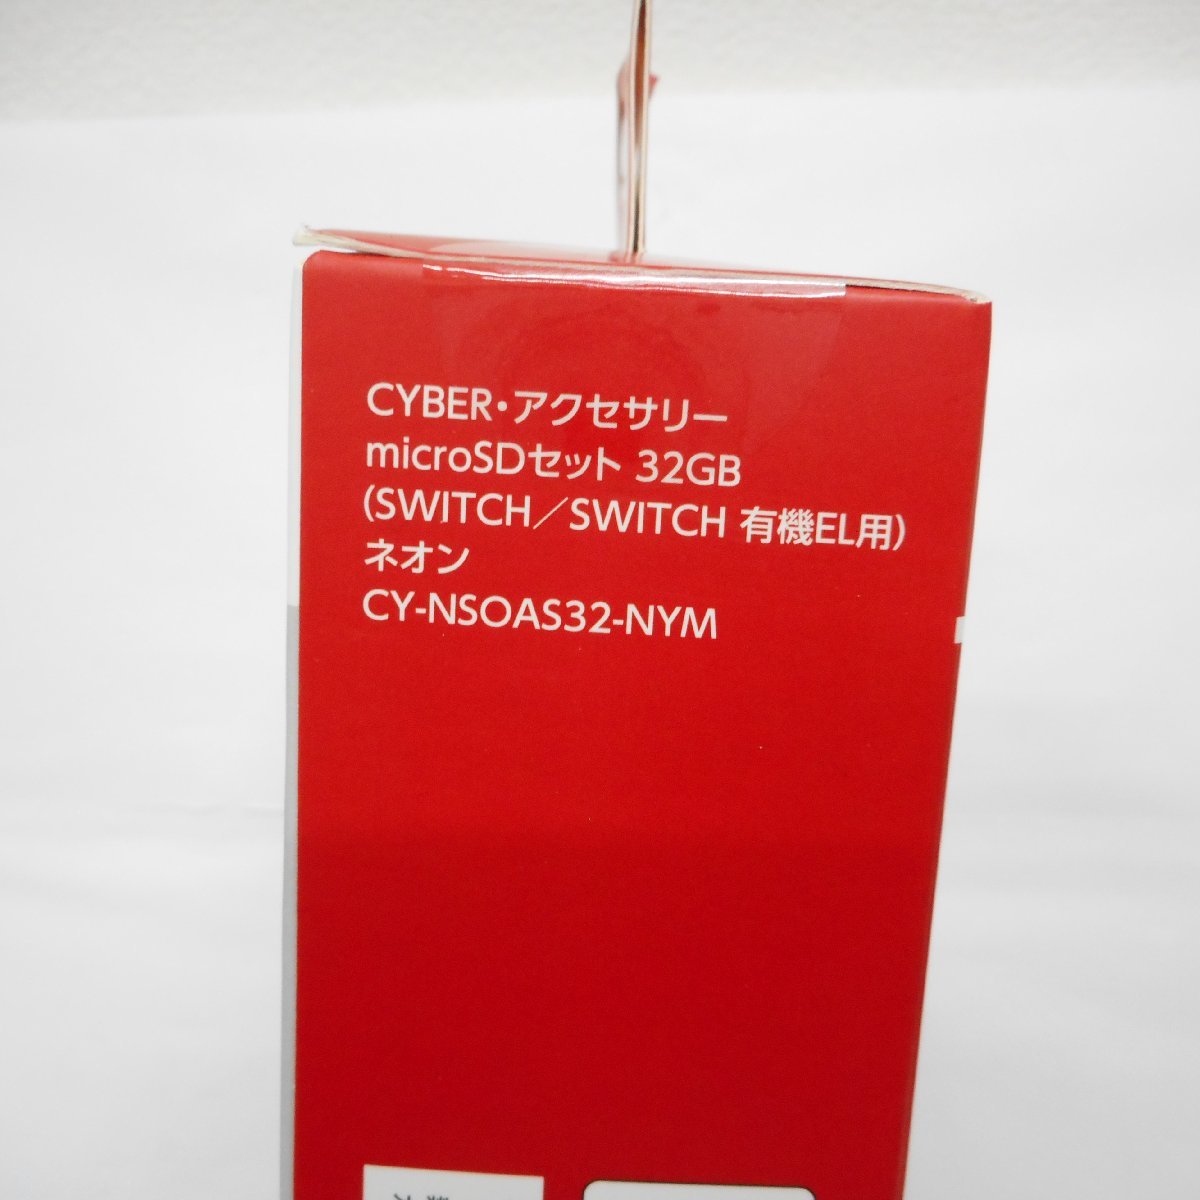 CYBER・アクセサリー
microSDセット 32GB
(SWITCH／SWITCH 有機EL用)
ネオン
CY-NSOAS32-NYM